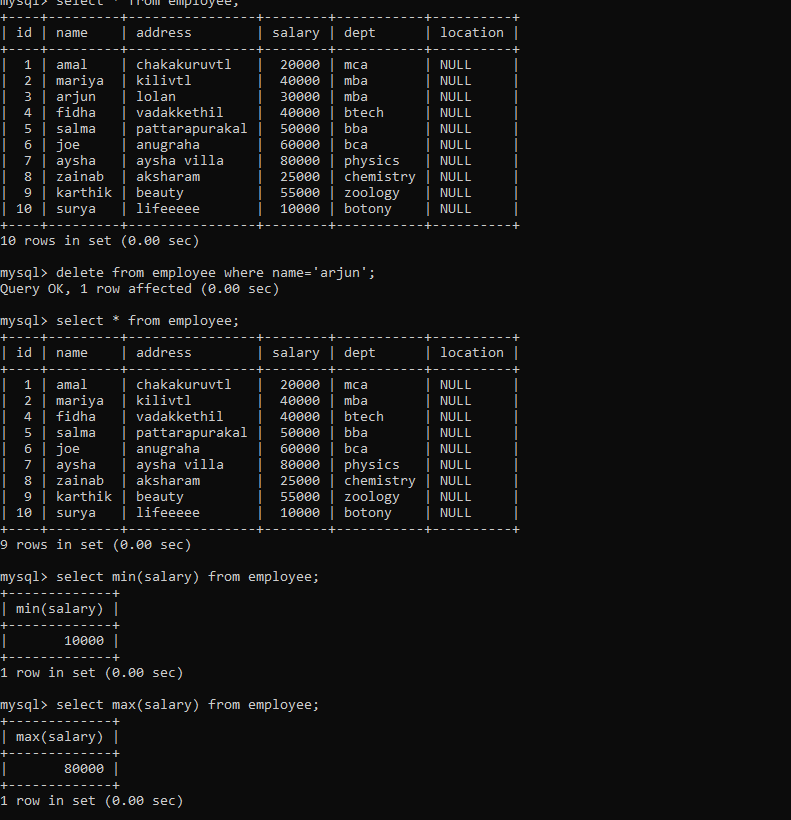 mysql> select * from employee;
+----+---------+----------------+--------+-----------+----------+
| id | name    | address        | salary | dept      | location |
+----+---------+----------------+--------+-----------+----------+
|  1 | amal    | chakakuruvtl   |  20000 | mca       | NULL     |
|  2 | mariya  | kilivtl        |  40000 | mba       | NULL     |
|  3 | arjun   | lolan          |  30000 | mba       | NULL     |
|  4 | fidha   | vadakkethil    |  40000 | btech     | NULL     |
|  5 | salma   | pattarapurakal |  50000 | bba       | NULL     |
|  6 | joe     | anugraha       |  60000 | bca       | NULL     |
|  7 | aysha   | aysha villa    |  80000 | physics   | NULL     |
|  8 | zainab  | aksharam       |  25000 | chemistry | NULL     |
|  9 | karthik | beauty         |  55000 | zoology   | NULL     |
| 10 | surya   | lifeeeee       |  10000 | botony    | NULL     |
+----+---------+----------------+--------+-----------+----------+
10 rows in set (0.00 sec)
mysql> delete from employee where name='arjun';
Query OK, 1 row affected (0.00 sec)
mysql> select * from employee;
+----+---------+----------------+--------+-----------+----------+
| id | name    | address        | salary | dept      | location |
+----+---------+----------------+--------+-----------+----------+
|  1 | amal    | chakakuruvtl   |  20000 | mca       | NULL     |
|  2 | mariya  | kilivtl        |  40000 | mba       | NULL     |
|  4 | fidha   | vadakkethil    |  40000 | btech     | NULL     |
|  5 | salma   | pattarapurakal |  50000 | bba       | NULL     |
|  6 | joe     | anugraha       |  60000 | bca       | NULL     |
|  7 | aysha   | aysha villa    |  80000 | physics   | NULL     |
|  8 | zainab  | aksharam       |  25000 | chemistry | NULL     |
|  9 | karthik | beauty         |  55000 | zoology   | NULL     |
| 10 | surya   | lifeeeee       |  10000 | botony    | NULL     |
+----+---------+----------------+--------+-----------+----------+
9 rows in set (0.00 sec)
mysql> select min(salary) from employee;
+-------------+
| min(salary) |
+-------------+
|       10000 |
+-------------+
1 row in set (0.00 sec)
mysql> select max(salary) from employee;
+-------------+
| max(salary) |
+-------------+
|       80000 |
+-------------+
1 row in set (0.00 sec)